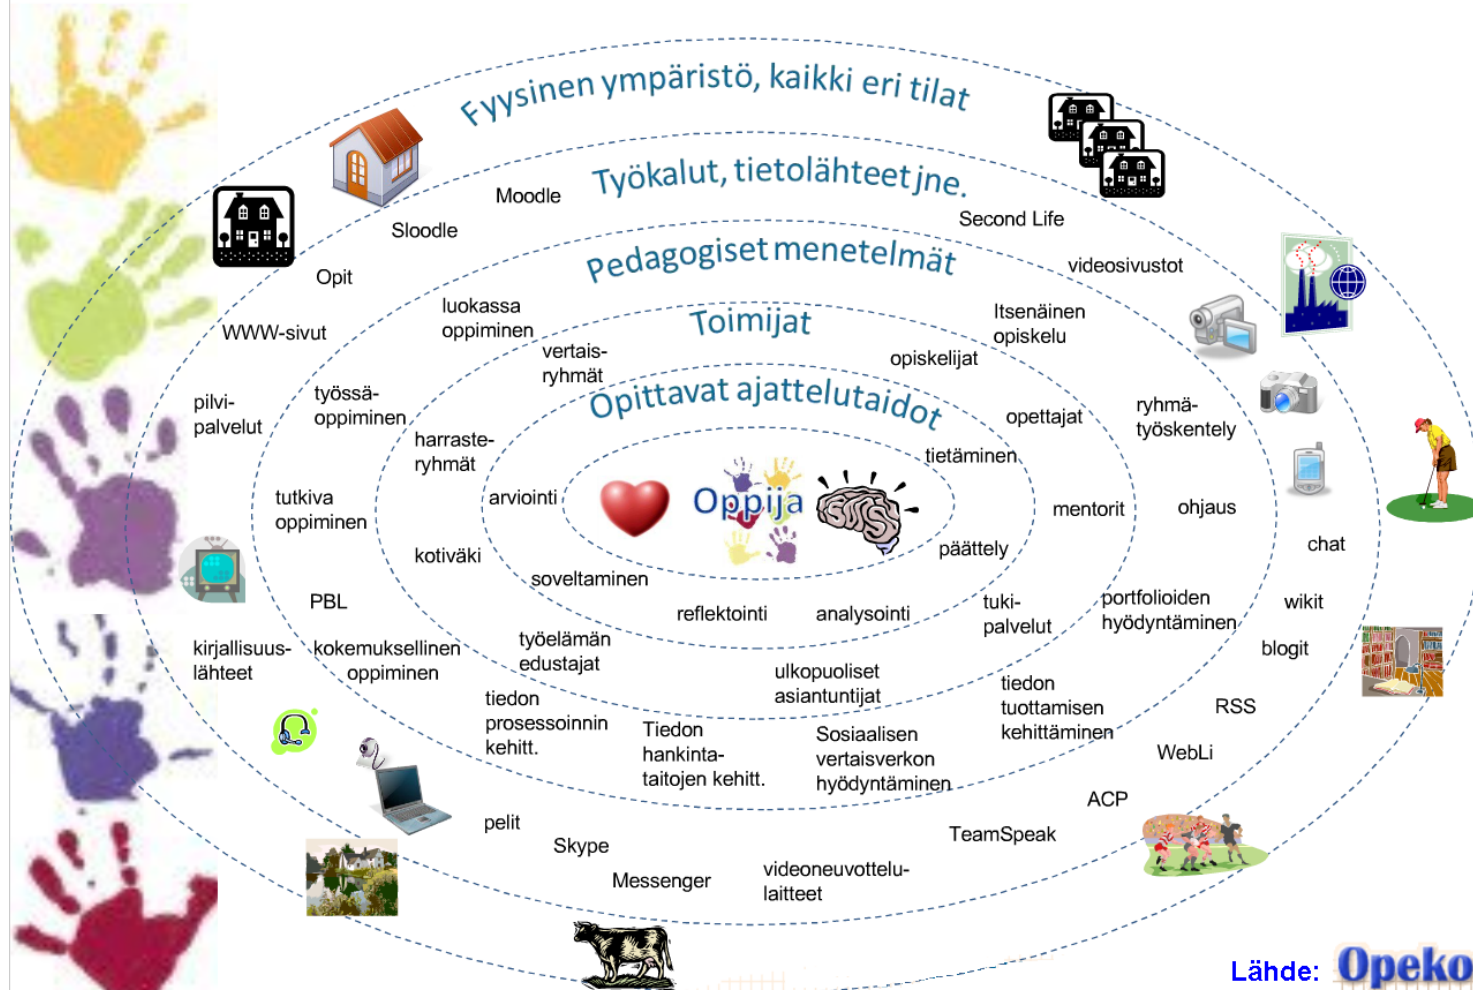 Fyysinen ympäristö, kaikki eri tilat
Työkalut, tietolähteet jne.
Moodle
Sloodle
Second Life
Opit
videosivustot
WWW-sivut
pilvi-
palvelut
Pedagogiset menetelmät
luokassa
oppiminen
Itsenäinen
opiskelu
työssä-
oppiminen
ryhmä-
työskentely
Toimijat
vertais-
ryhmät
opiskelijat
harraste-
ryhmät
opettajat
Opittavat ajattelutaidot
tietäminen
arviointi
Oppija
tutkiva
oppiminen
mentorit
ohjaus
kotiväki
päättely
chat
soveltaminen
reflektointi
analysointi
PBL
tuki-
palvelut
portfolioiden
hyödyntäminen
wikit
kirjallisuus-
lähteet
kokemuksellinen
oppiminen
työelämän
edustajat
ulkopuoliset
asiantuntijat
blogit
tiedon
prosessoinnin
kehitt.
Tiedon
hankinta-
taitojen kehitt.
Sosiaalisen
vertaisverkon
hyödyntäminen
tiedon
tuottamisen
kehittäminen
RSS
WebLi
ACP
pelit
Skype
Messenger
videoneuvottelu-
laitteet
TeamSpeak
Lähde: Opeko